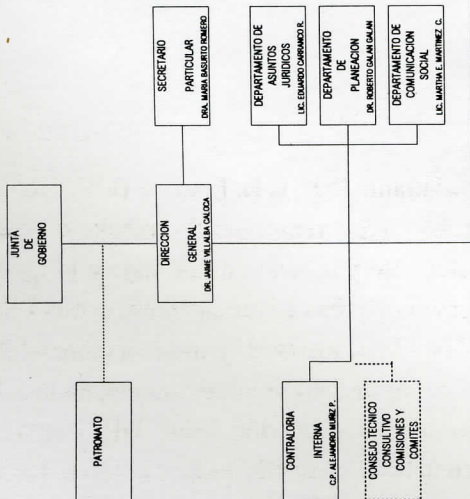 JUNTA
DE
GOBIERNO
PATRONATO
DIRECCION
GENERAL
DR. JAIME VILLALBA CALOCA
SECRETARIO
PARTICULAR
DRA. MARIA BASURTO ROMERO
CONTRALORIA
INTERNA
C.P. ALEJANDRO MUÑIZ P.
CONSEJO TECNICO
CONSULTIVO
COMISIONES Y
COMITES
DEPARTAMENTO DE
ASUNTOS
JURIDICOS
LIC. EDUARDO CARRANCO R.
DEPARTAMENTO
DE
PLANEACION
DR. ROBERTO GALAN GALAN
DEPARTAMENTO DE
COMUNICACION
SOCIAL
LIC. MARTHA E. MARTINEZ C.